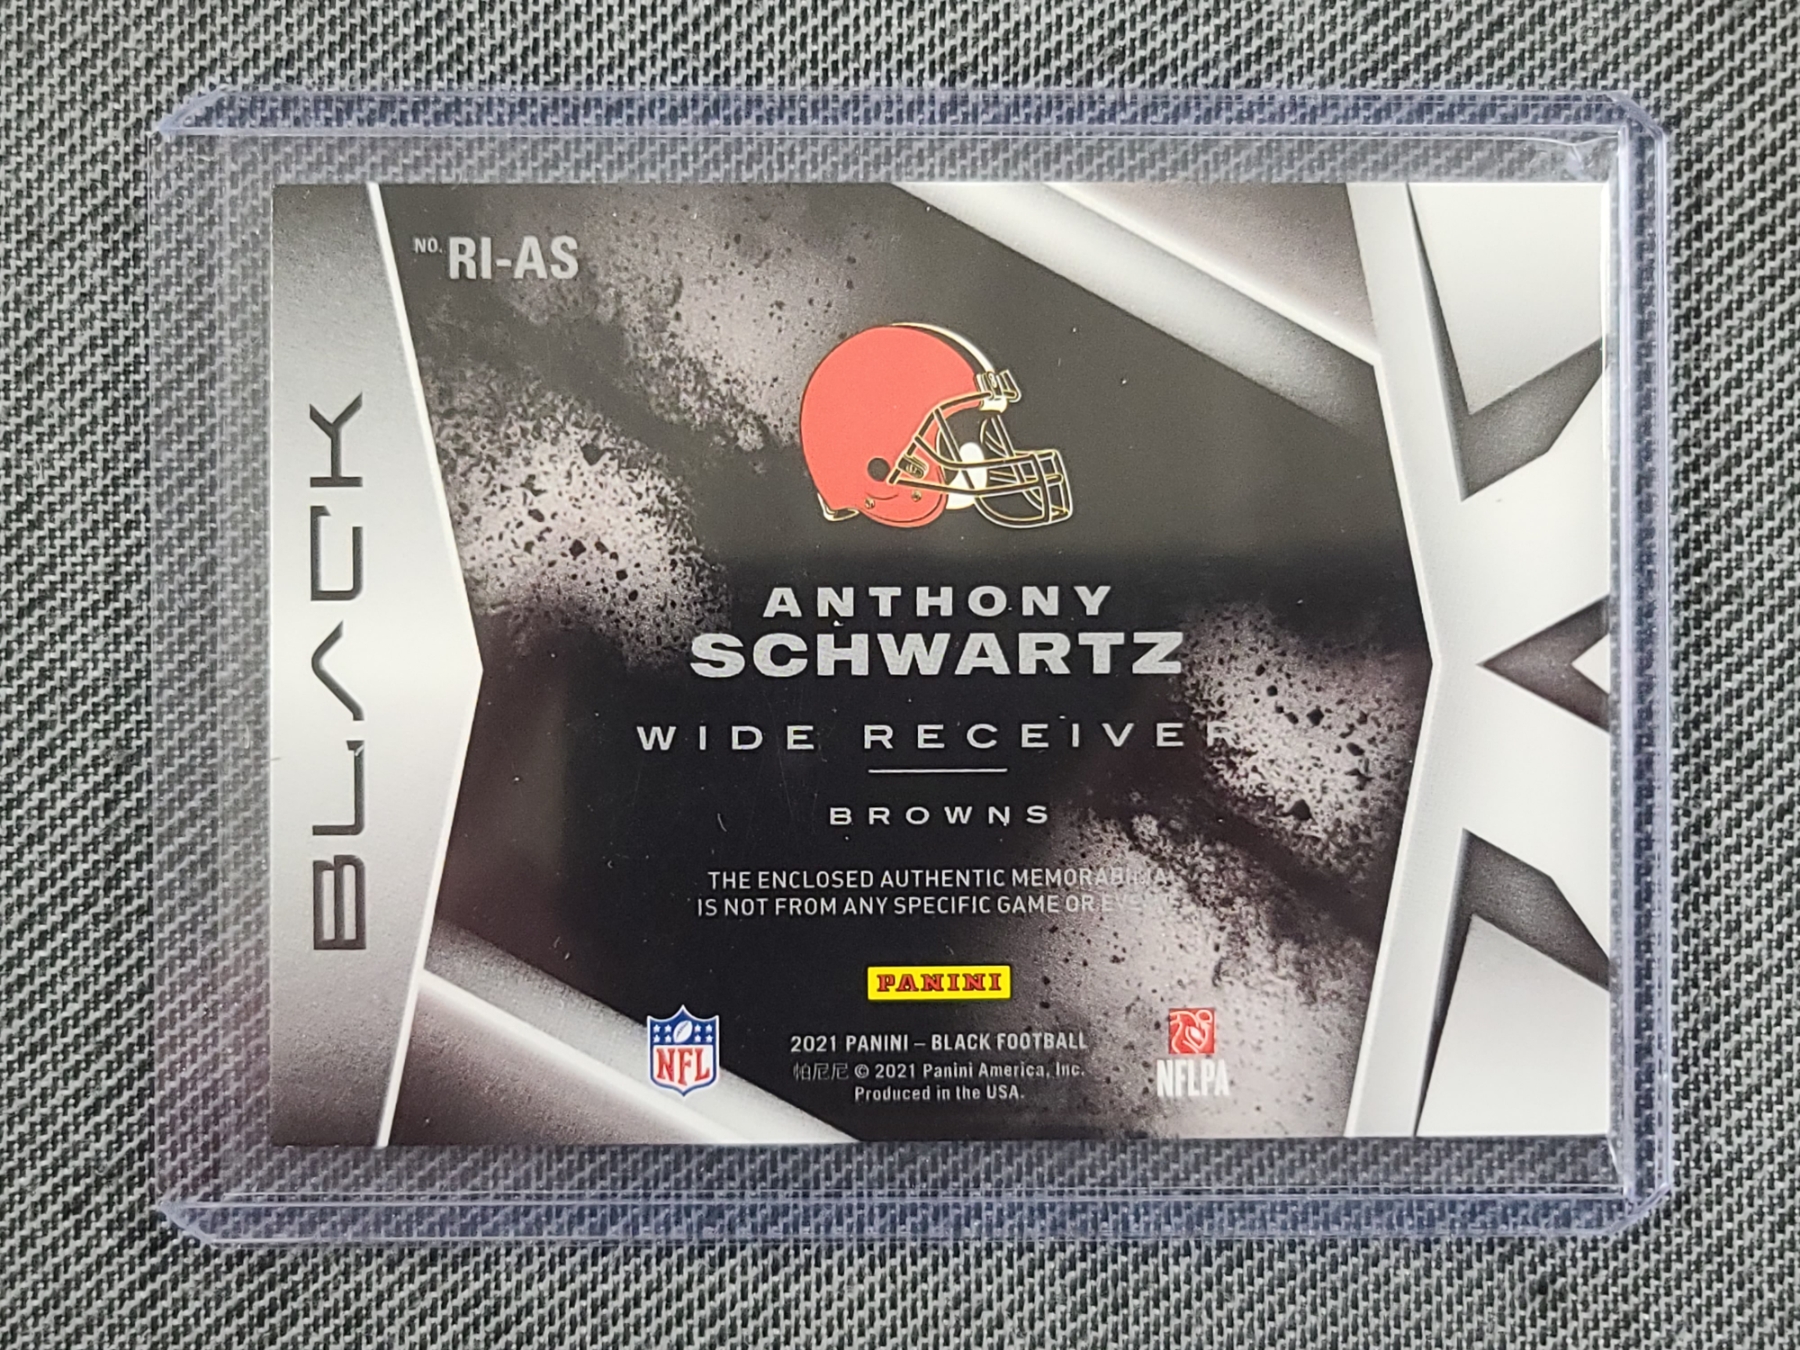 BLACK
NO. RI-AS
ANTHONY
SCHWARTZ
WIDE RECEIVER
BROWNS
THE ENCLOSED AUTHENTIC MEMORABILIA
IS NOT FROM ANY SPECIFIC GAME OR EVENT.
PANINI
NFL
2021 PANINI – BLACK FOOTBALL
帕尼尼 © 2021 Panini America, Inc.
Produced in the USA.
NFLPA